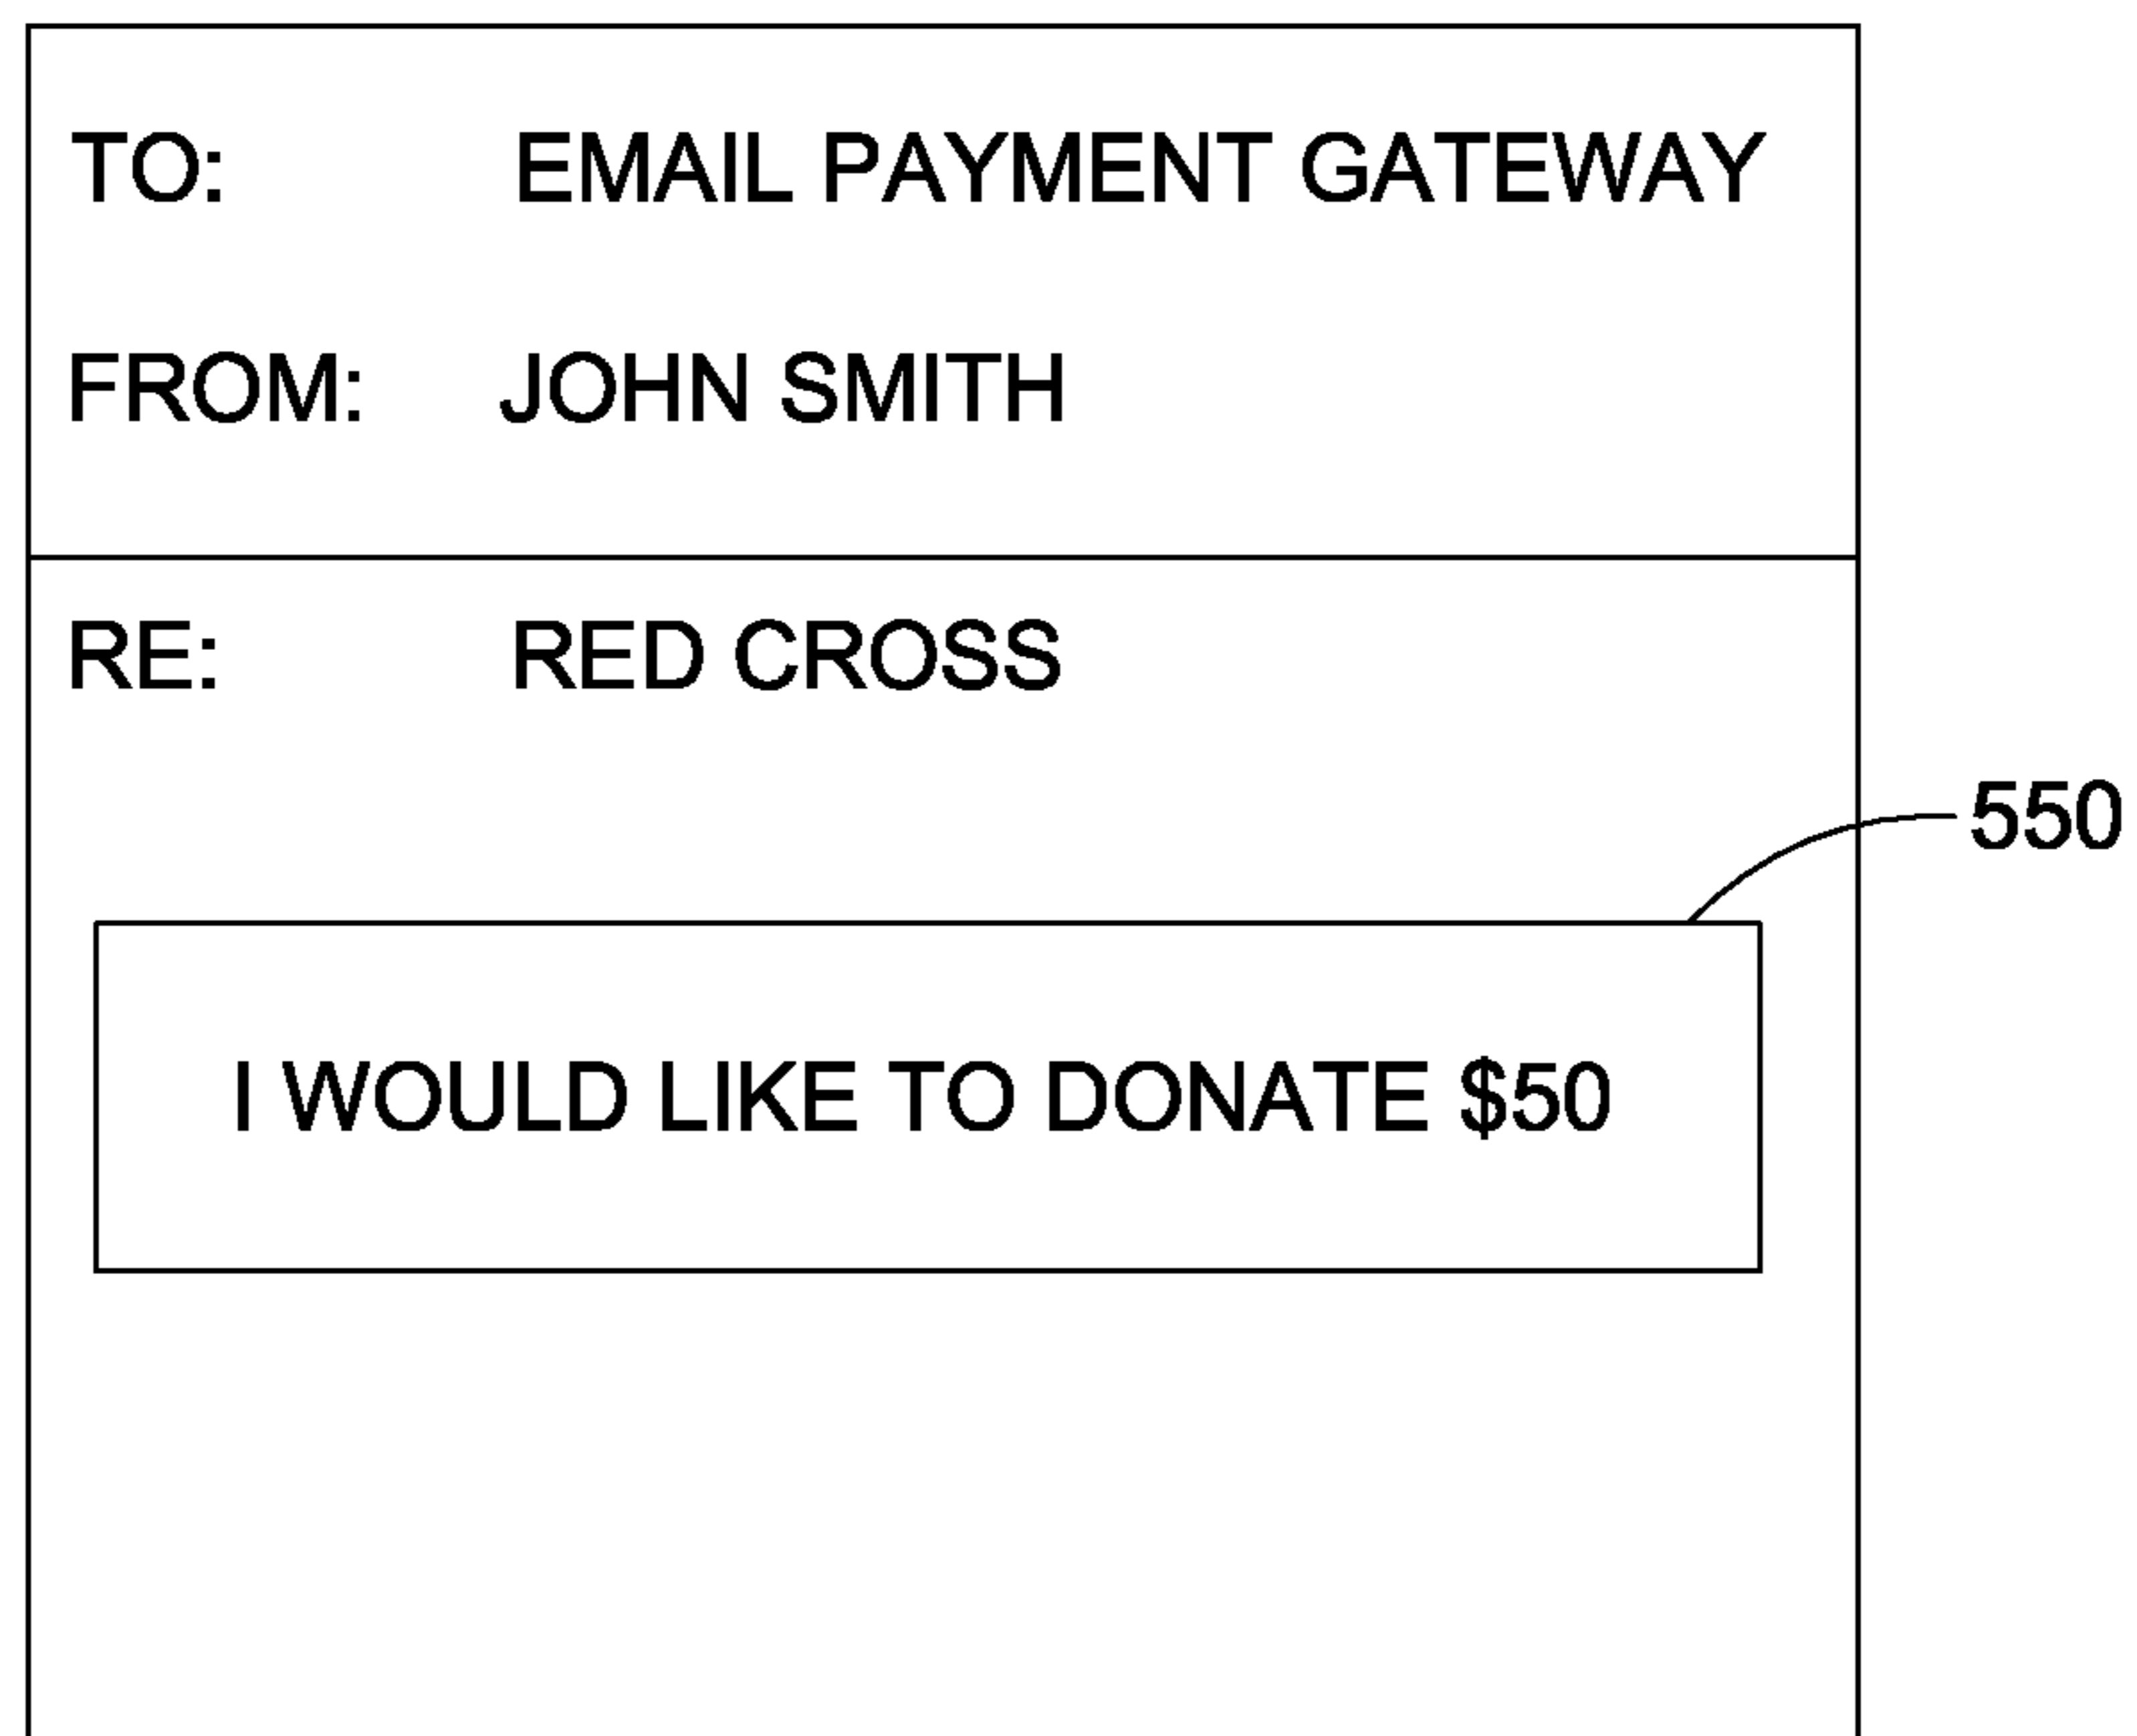 TO: EMAIL PAYMENT GATEWAY
FROM: JOHN SMITH
RE: RED CROSS
550
I WOULD LIKE TO DONATE $50